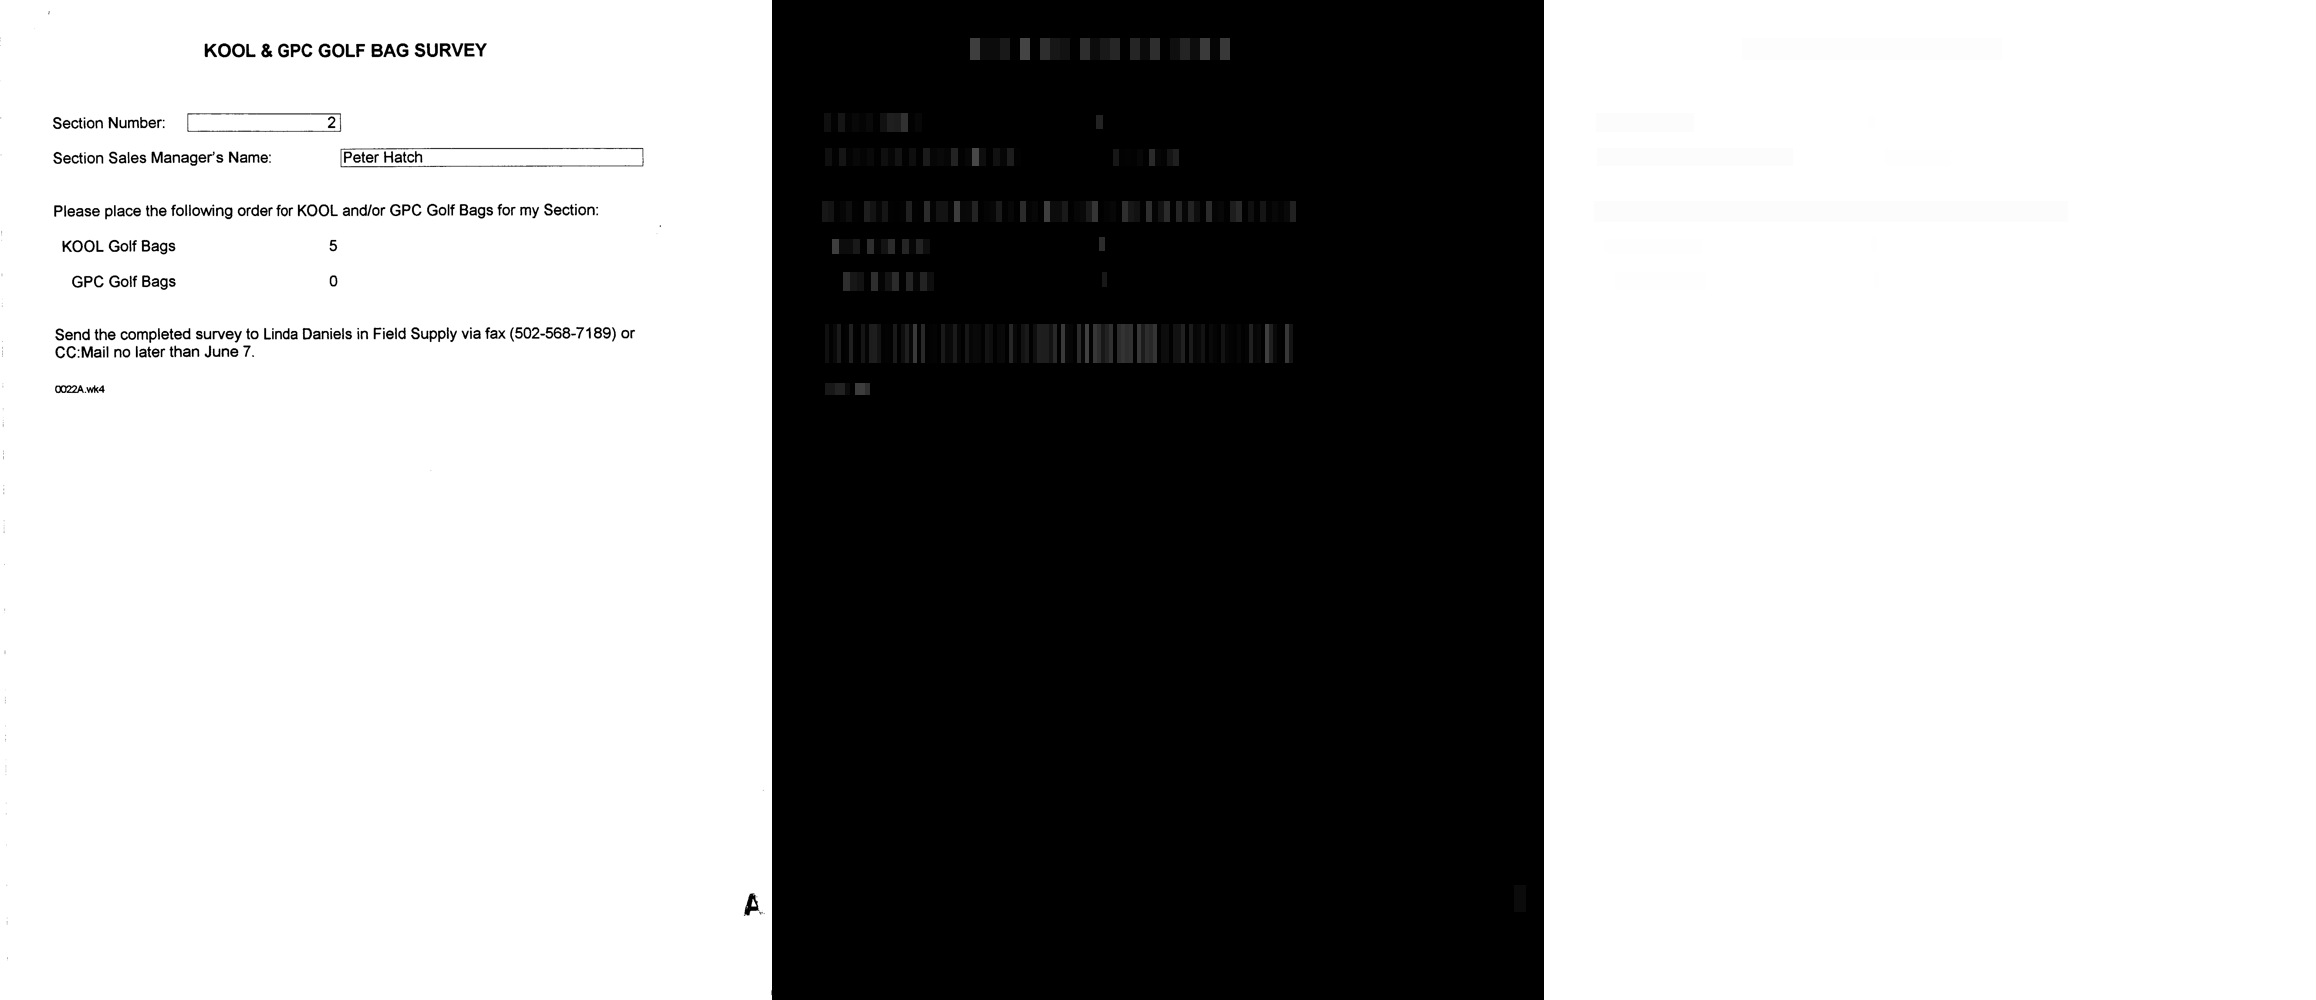 KOOL & GPC GOLF BAG SURVEY
Section Number: 2
Section Sales Manager's Name: Peter Hatch
Please place the following order for KOOL and/or GPC Golf Bags for my Section:
KOOL Golf Bags 5
GPC Golf Bags 0
Send the completed survey to Linda Daniels in Field Supply via fax (502-568-7189) or
CC:Mail no later than June 7.
0022A.wk4
A